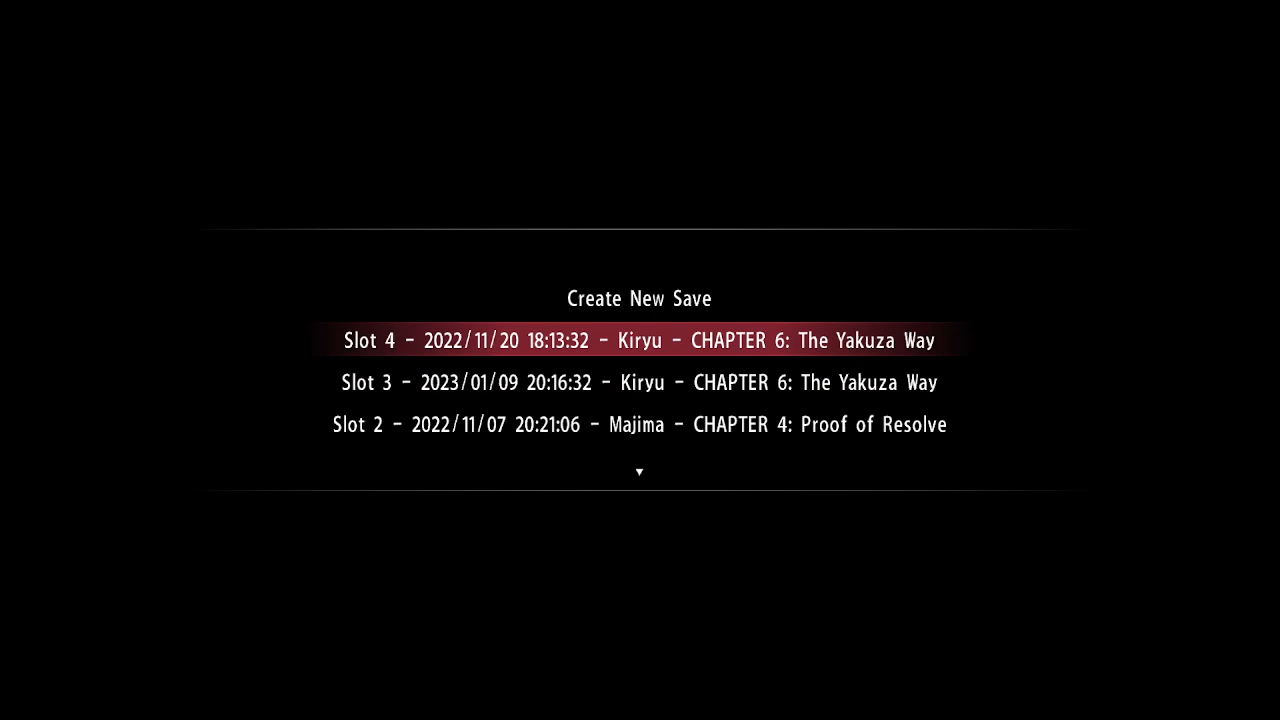 Create New Save
Slot 4 - 2022/11/20 18:13:32 - Kiryu - CHAPTER 6: The Yakuza Way
Slot 3 - 2023/01/09 20:16:32 - Kiryu - CHAPTER 6: The Yakuza Way
Slot 2 - 2022/11/07 20:21:06 - Majima - CHAPTER 4: Proof of Resolve